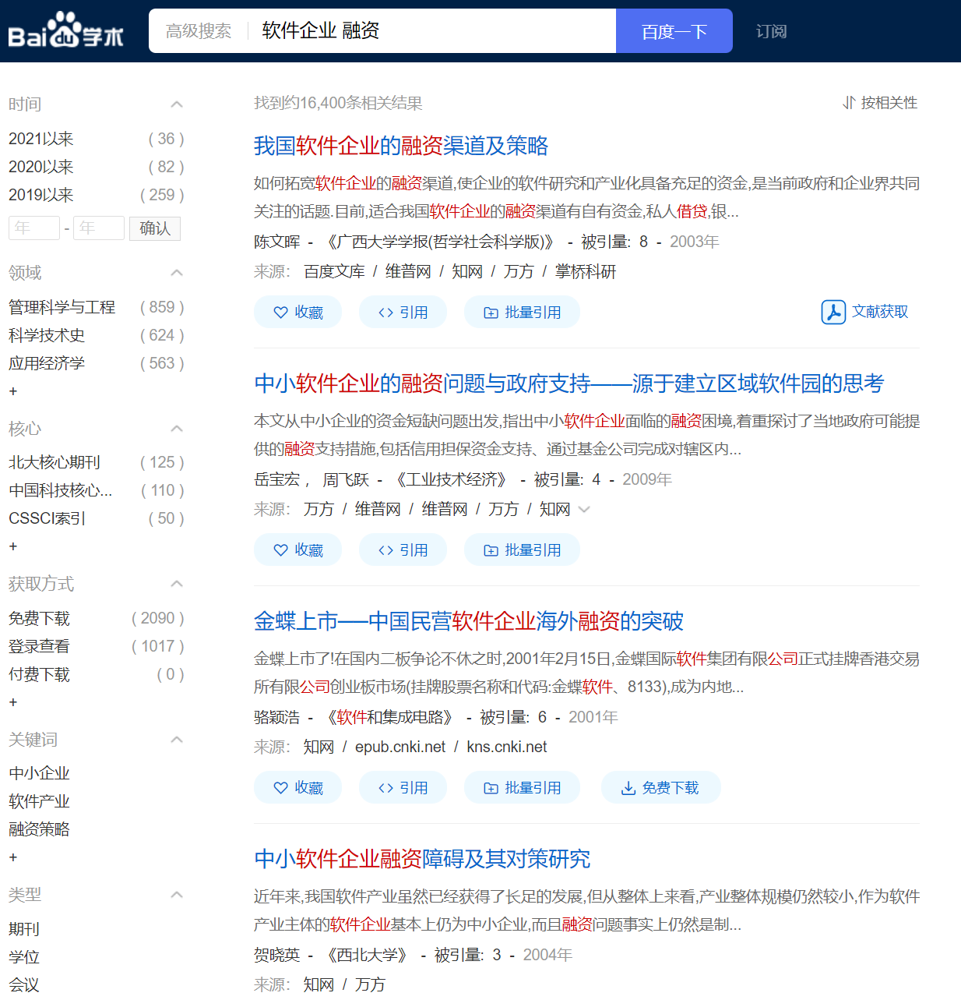 Bai du 学术
高级搜索 软件企业 融资 百度一下 订阅
时间
2021以来 ( 36 )
2020以来 ( 82 )
2019以来 ( 259 )
年 - 年 确认
领域
管理科学与工程 ( 859 )
科学技术史 ( 624 )
应用经济学 ( 563 )
+
核心
北大核心期刊 ( 125 )
中国科技核心... ( 110 )
CSSCI索引 ( 50 )
+
获取方式
免费下载 ( 2090 )
登录查看 ( 1017 )
付费下载 ( 0 )
+
关键词
中小企业
软件产业
融资策略
+
类型
期刊
学位
会议
找到约16,400条相关结果 按相关性
我国软件企业的融资渠道及策略
如何拓宽软件企业的融资渠道,使企业的软件研究和产业化具备充足的资金,是当前政府和企业界共同
关注的话题.目前,适合我国软件企业的融资渠道有自有资金,私人借贷,银...
陈文晖 - 《广西大学学报(哲学社会科学版)》 - 被引量: 8 - 2003年
来源: 百度文库 / 维普网 / 知网 / 万方 / 掌桥科研
收藏 <> 引用 批量引用 文献获取
中小软件企业的融资问题与政府支持——源于建立区域软件园的思考
本文从中小企业的资金短缺问题出发,指出中小软件企业面临的融资困境,着重探讨了当地政府可能提
供的融资支持措施,包括信用担保资金支持、通过基金公司完成对辖区内...
岳宝宏 , 周飞跃 - 《工业技术经济》 - 被引量: 4 - 2009年
来源: 万方 / 维普网 / 维普网 / 万方 / 知网
收藏 <> 引用 批量引用
金蝶上市──中国民营软件企业海外融资的突破
金蝶上市了!在国内二板争论不休之时,2001年2月15日,金蝶国际软件集团有限公司正式挂牌香港交易
所有限公司创业板市场(挂牌股票名称和代码:金蝶软件、8133),成为内地...
骆颖浩 - 《软件和集成电路》 - 被引量: 6 - 2001年
来源: 知网 / epub.cnki.net / kns.cnki.net
收藏 <> 引用 批量引用 免费下载
中小软件企业融资障碍及其对策研究
近年来,我国软件产业虽然已经获得了长足的发展,但从整体上来看,产业整体规模仍然较小,作为软件
产业主体的软件企业基本上仍为中小企业,而且融资问题事实上仍然是制...
贺晓英 - 《西北大学》 - 被引量: 3 - 2004年
来源: 知网 / 万方